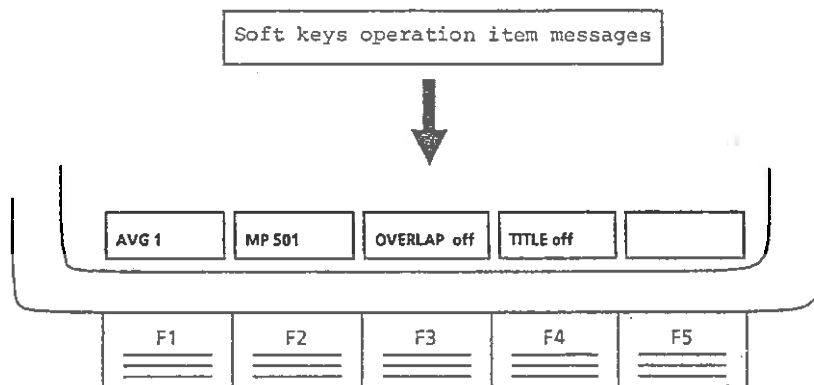 Soft keys operation item messages
AVG 1
MP 501
OVERLAP off
TITLE off
F1
F2
F3
F4
F5